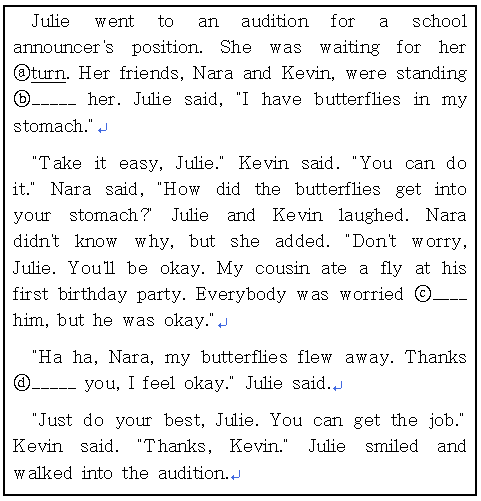 Julie went to an audition for a school
announcer's position. She was waiting for her
ⓐturn. Her friends, Nara and Kevin, were standing
ⓑ_____ her. Julie said, "I have butterflies in my
stomach."↵
"Take it easy, Julie." Kevin said. "You can do
it." Nara said, "How did the butterflies get into
your stomach?" Julie and Kevin laughed. Nara
didn't know why, but she added. "Don't worry,
Julie. You'll be okay. My cousin ate a fly at his
first birthday party. Everybody was worried ⓒ____
him, but he was okay."↵
"Ha ha, Nara, my butterflies flew away. Thanks
ⓓ_____ you, I feel okay." Julie said.↵
"Just do your best, Julie. You can get the job."
Kevin said. "Thanks, Kevin." Julie smiled and
walked into the audition.↵